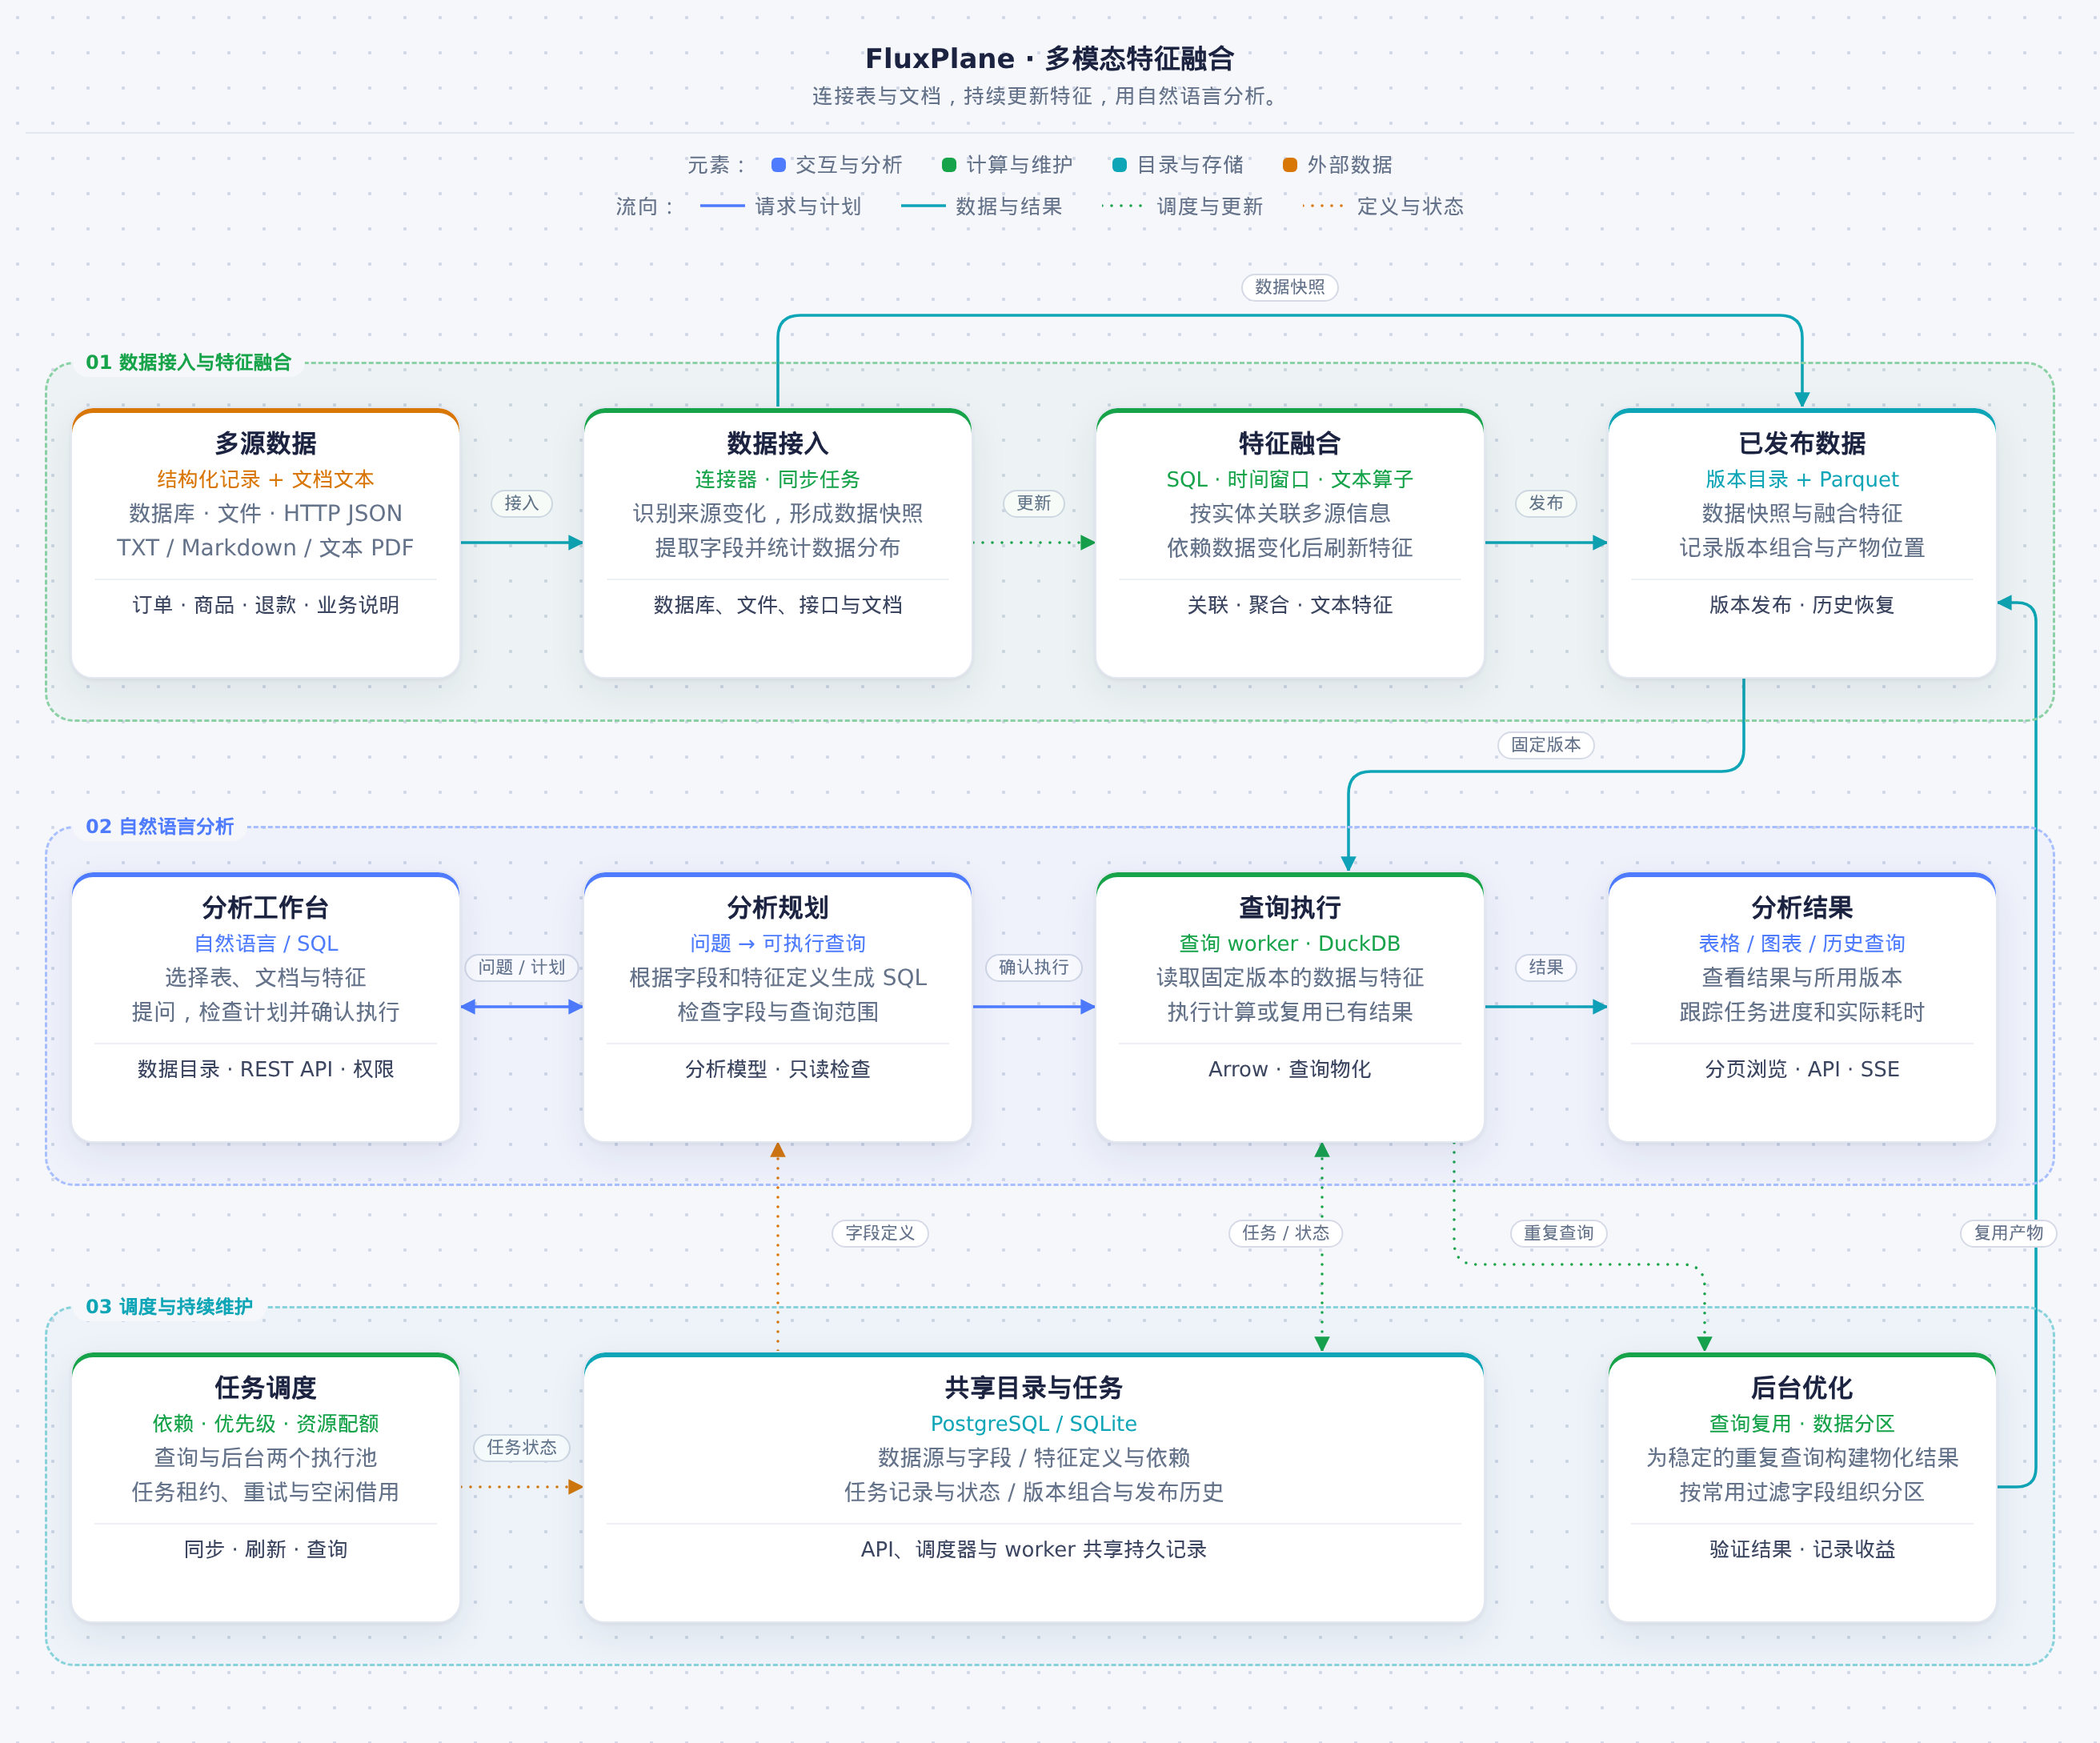 FluxPlane · 多模态特征融合
连接表与文档，持续更新特征，用自然语言分析。
元素： 交互与分析 计算与维护 目录与存储 外部数据
流向： 请求与计划 数据与结果 调度与更新 定义与状态
数据快照
01 数据接入与特征融合
多源数据
结构化记录 + 文档文本
数据库 · 文件 · HTTP JSON
TXT / Markdown / 文本 PDF
订单 · 商品 · 退款 · 业务说明
接入
数据接入
连接器 · 同步任务
识别来源变化，形成数据快照
提取字段并统计数据分布
数据库、文件、接口与文档
更新
特征融合
SQL · 时间窗口 · 文本算子
按实体关联多源信息
依赖数据变化后刷新特征
关联 · 聚合 · 文本特征
发布
已发布数据
版本目录 + Parquet
数据快照与融合特征
记录版本组合与产物位置
版本发布 · 历史恢复
固定版本
02 自然语言分析
分析工作台
自然语言 / SQL
选择表、文档与特征
提问，检查计划并确认执行
数据目录 · REST API · 权限
问题 / 计划
分析规划
问题 → 可执行查询
根据字段和特征定义生成 SQL
检查字段与查询范围
分析模型 · 只读检查
确认执行
查询执行
查询 worker · DuckDB
读取固定版本的数据与特征
执行计算或复用已有结果
Arrow · 查询物化
结果
分析结果
表格 / 图表 / 历史查询
查看结果与所用版本
跟踪任务进度和实际耗时
分页浏览 · API · SSE
字段定义
任务 / 状态
重复查询
复用产物
03 调度与持续维护
任务调度
依赖 · 优先级 · 资源配额
查询与后台两个执行池
任务租约、重试与空闲借用
同步 · 刷新 · 查询
任务状态
共享目录与任务
PostgreSQL / SQLite
数据源与字段 / 特征定义与依赖
任务记录与状态 / 版本组合与发布历史
API、调度器与 worker 共享持久记录
后台优化
查询复用 · 数据分区
为稳定的重复查询构建物化结果
按常用过滤字段组织分区
验证结果 · 记录收益